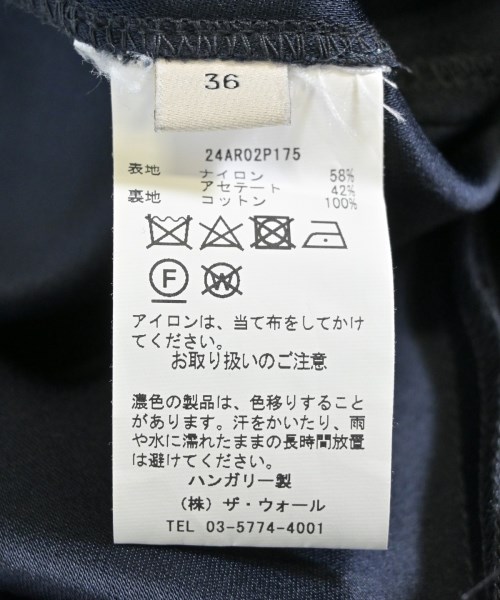 36
24AR02P175
表地 ナイロン 58%
アセテート 42%
裏地 コットン 100%
F W
アイロンは、当て布をしてかけ
てください。
お取り扱いのご注意
濃色の製品は、色移りすること
があります。汗をかいたり、雨
や水に濡れたままの長時間放置
は避けてください。
ハンガリー製
（株）ザ・ウォール
TEL 03-5774-4001